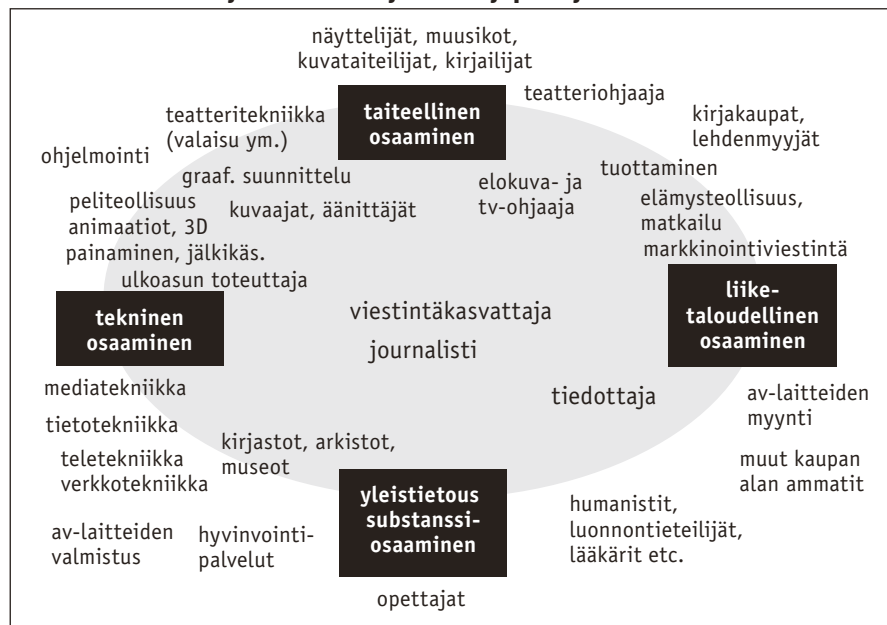 näyttelijät, muusikot,
kuvataiteilijat, kirjailijat
taiteellinen
osaaminen
teatteriohjaaja
kirjakaupat,
lehdenmyyjät
teatteritekniikka
(valaisu ym.)
ohjelmointi
graaf. suunnittelu
tuottaminen
elokuva- ja
tv-ohjaaja
peliteollisuus
animaatiot, 3D
painaminen, jälkikäs.
kuvaajat, äänittäjät
elämysteollisuus,
matkailu
markkinointiviestintä
ulkoasun toteuttaja
tekninen
osaaminen
viestintäkasvattaja
journalisti
liike-
taloudellinen
osaaminen
mediatekniikka
tiedottaja
av-laitteiden
myynti
tietotekniikka
kirjastot, arkistot,
museot
teletekniikka
verkkotekniikka
muut kaupan
alan ammatit
yleistietous
substanssi-
osaaminen
humanistit,
luonnontieteilijät,
lääkärit etc.
av-laitteiden
valmistus
hyvinvointi-
palvelut
opettajat